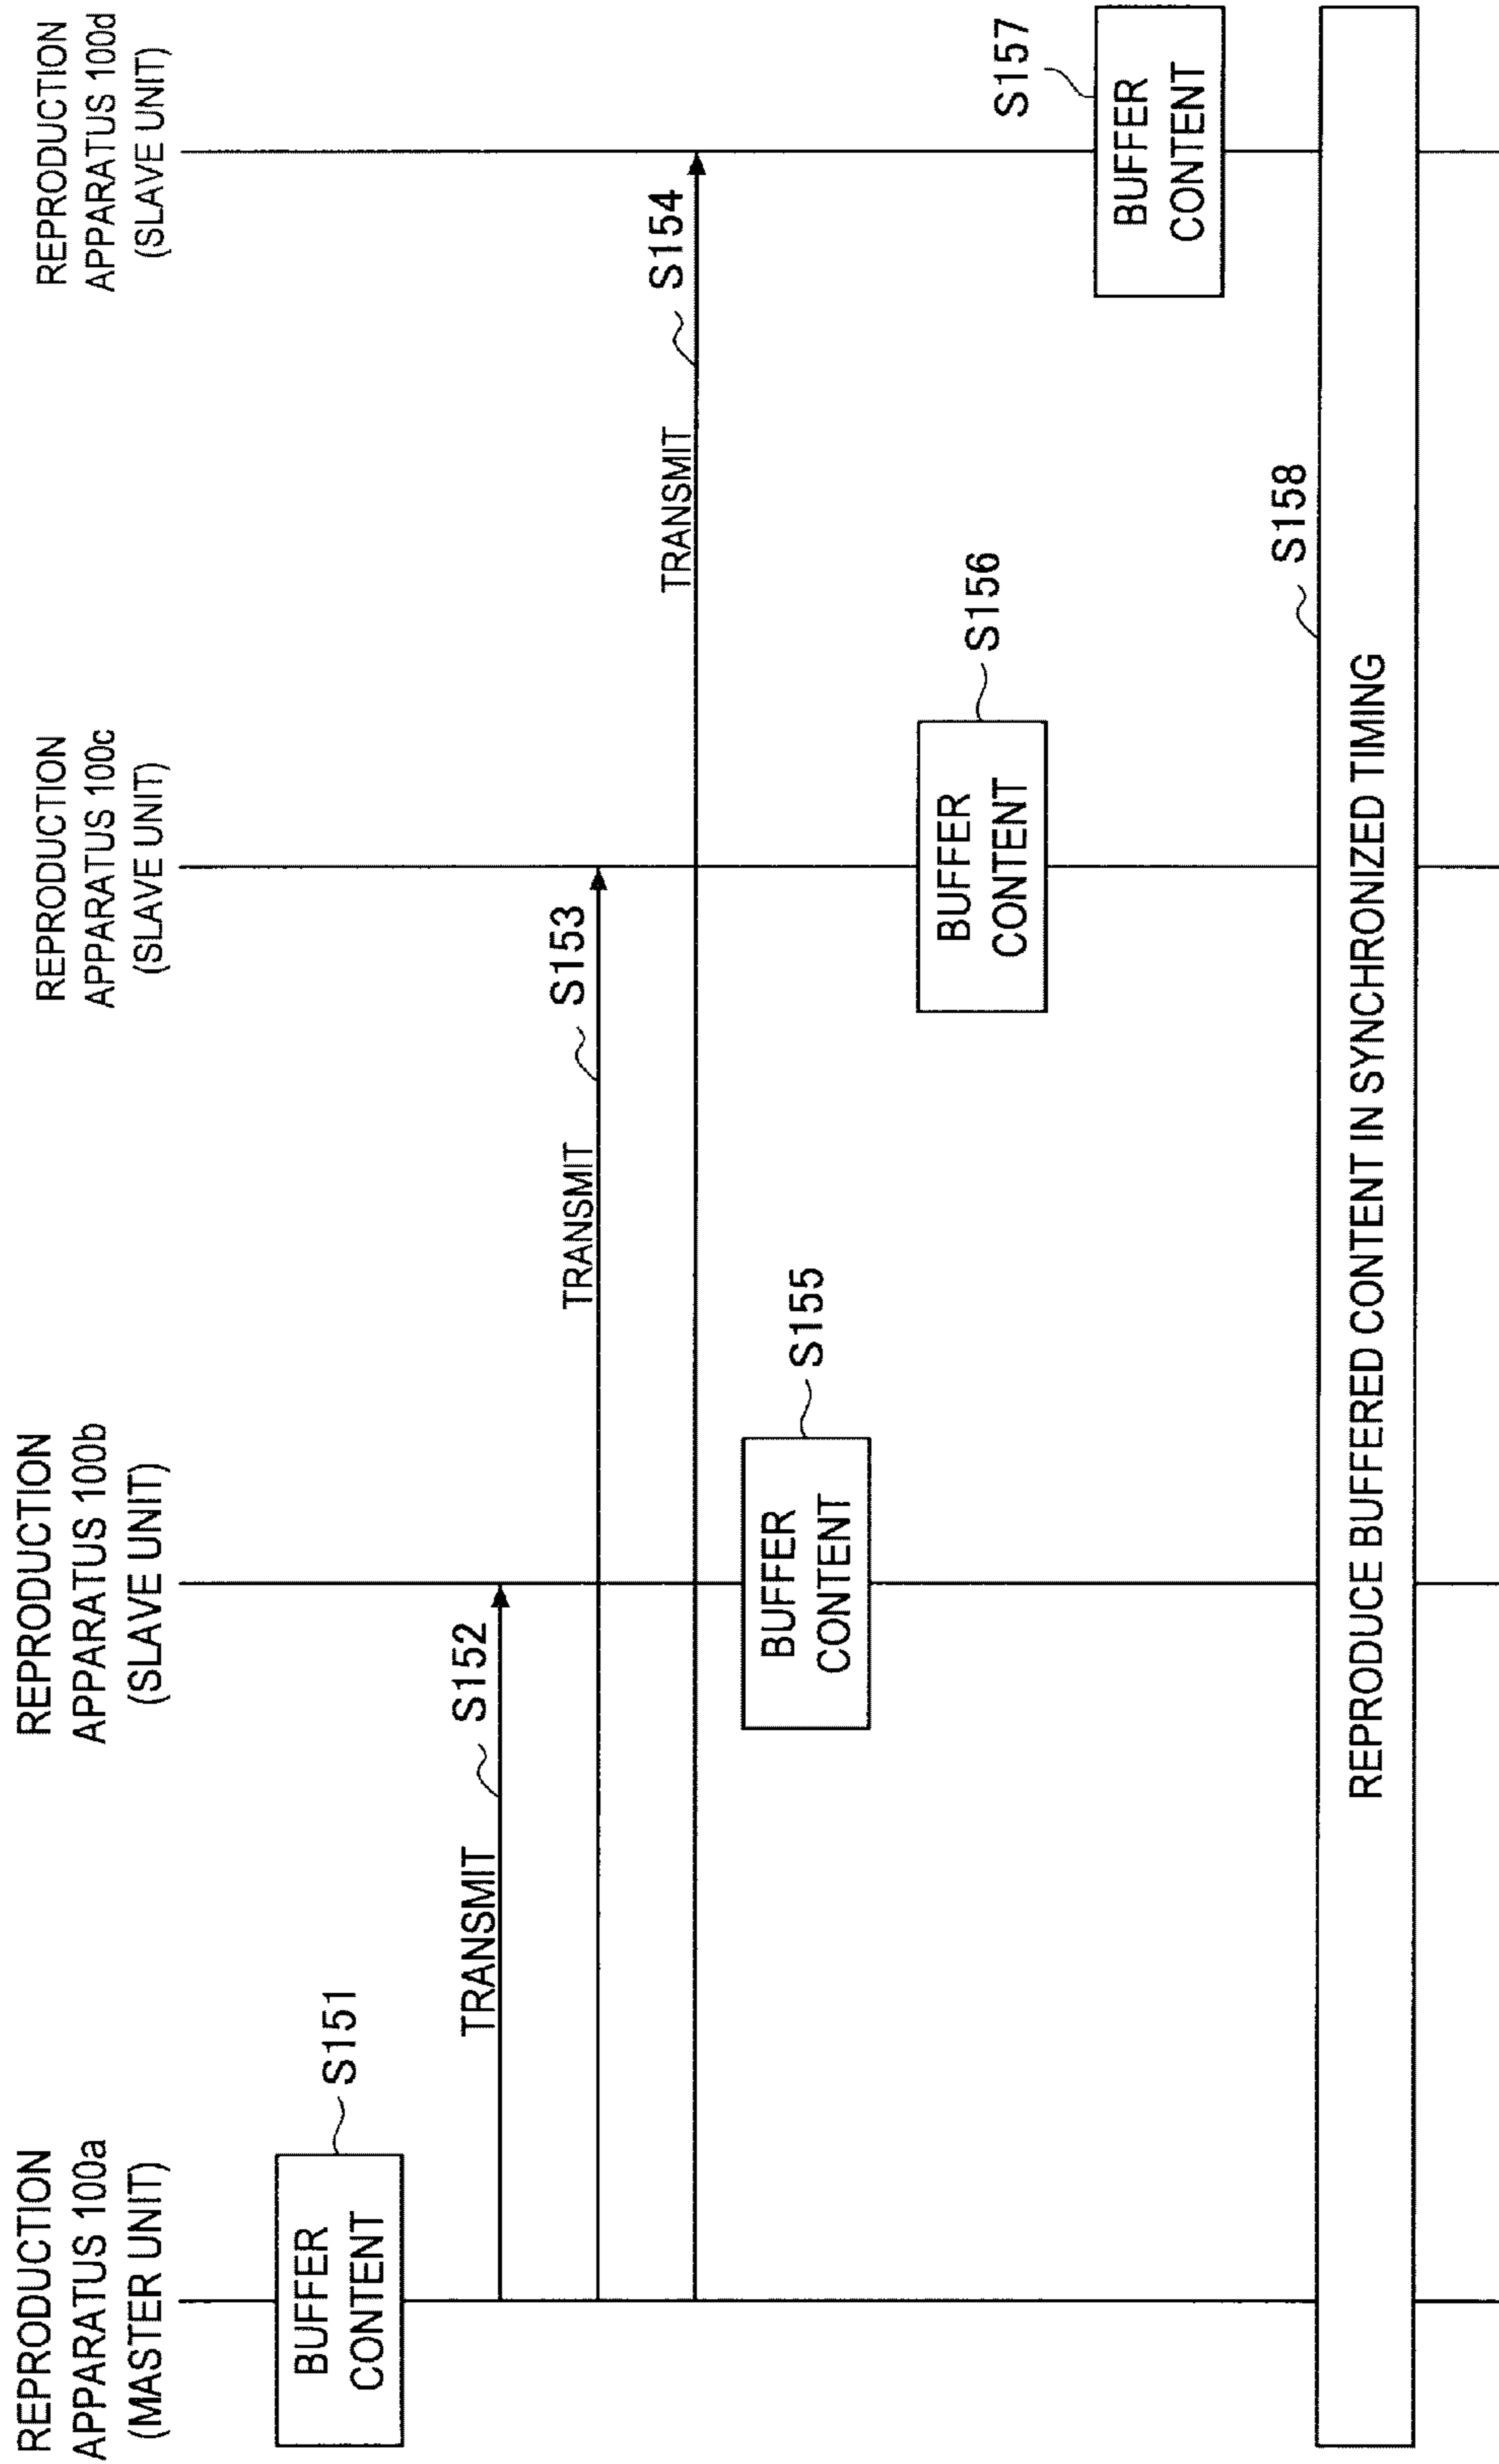 REPRODUCTION
APPARATUS 100a
(MASTER UNIT)
REPRODUCTION
APPARATUS 100b
(SLAVE UNIT)
REPRODUCTION
APPARATUS 100c
(SLAVE UNIT)
REPRODUCTION
APPARATUS 100d
(SLAVE UNIT)
BUFFER
CONTENT
S151
TRANSMIT
S152
TRANSMIT
S153
TRANSMIT
S154
BUFFER
CONTENT
S155
BUFFER
CONTENT
S156
BUFFER
CONTENT
S157
S158
REPRODUCE BUFFERED CONTENT IN SYNCHRONIZED TIMING